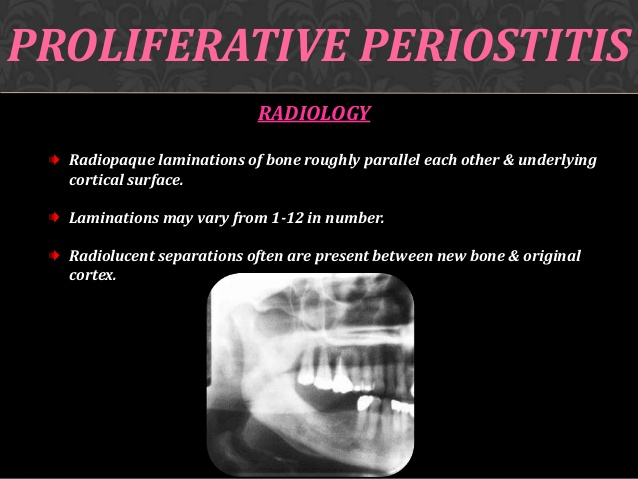 PROLIFERATIVE PERIOSTITIS
RADIOLOGY
Radiopaque laminations of bone roughly parallel each other & underlying
cortical surface.
Laminations may vary from 1-12 in number.
Radiolucent separations often are present between new bone & original
cortex.